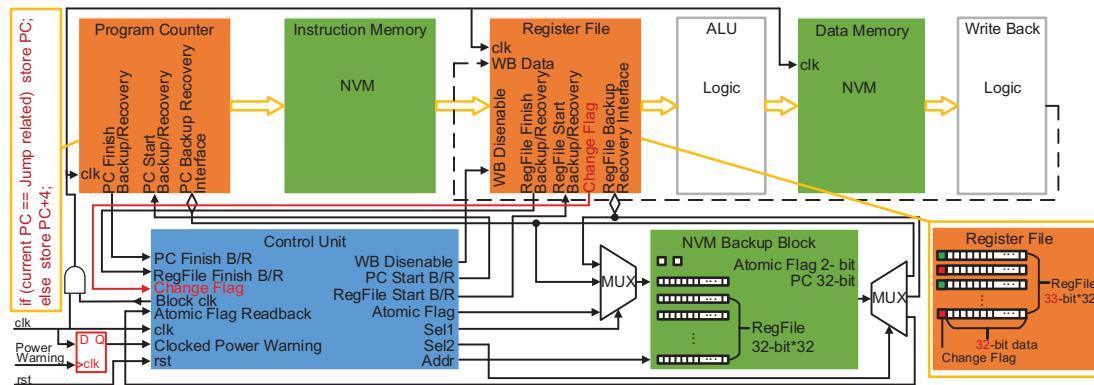 if (current PC == Jump related) store PC;
else store PC+4;
Program Counter
clk
PC Finish
Backup/Recovery
PC Start
Backup/Recovery
PC Backup Recovery
Interface
Instruction Memory
NVM
Register File
clk
WB Data
WB Disenable
RegFile Finish
Backup/Recovery
RegFile Start
Backup/Recovery
Change Flag
RegFile Backup
Recovery Interface
ALU
Logic
Data Memory
clk
NVM
Write Back
Logic
Control Unit
PC Finish B/R
RegFile Finish B/R
Change Flag
Block clk
Atomic Flag Readback
clk
Clocked Power Warning
rst
WB Disenable
PC Start B/R
RegFile Start B/R
Atomic Flag
Sel1
Sel2
Addr
clk
Power
Warning
rst
D Q
>clk
MUX
NVM Backup Block
Atomic Flag 2- bit
PC 32-bit
...
...
...
RegFile
32-bit*32
...
...
MUX
Register File
...
...
...
...
...
RegFile
33-bit*32
32-bit data
Change Flag